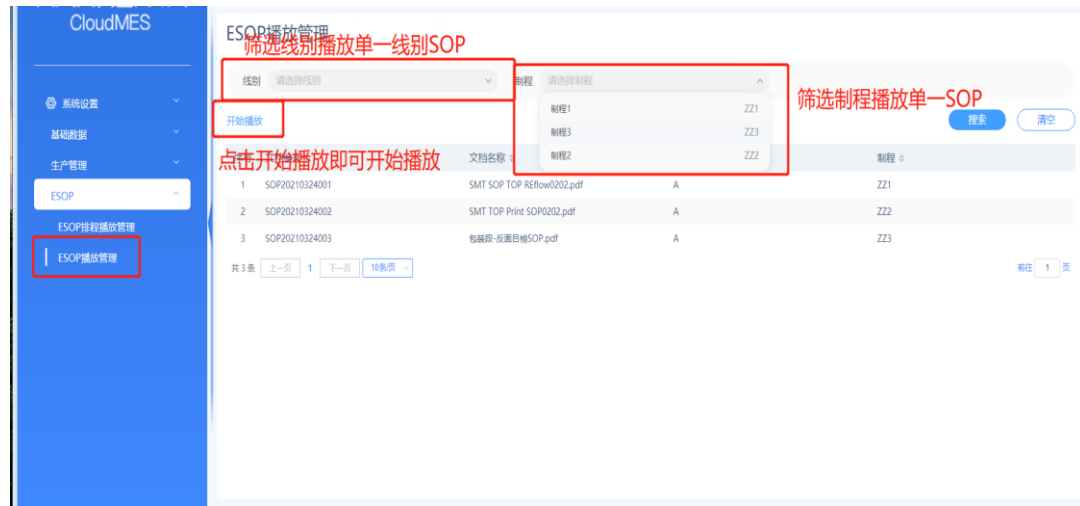 CloudMES
ESOP播放管理
筛选线别播放单一线别SOP
线别 请选择线别 制程 请选择制程
系统设置
制程1 ZZ1
筛选制程播放单一SOP
开始播放
搜索 清空
基础数据
制程3 ZZ3
点击开始播放即可开始播放
文档名称 制程
制程2 ZZ2
生产管理
1 SOP20210324001 SMT SOP TOP REflow0202.pdf A ZZ1
ESOP
2 SOP20210324002 SMT TOP Print SOP0202.pdf A ZZ2
ESOP排程播放管理
3 SOP20210324003 包装段-反面目检SOP.pdf A ZZ3
ESOP播放管理
共3条 上一页 1 下一页 10条/页 前往 1 页